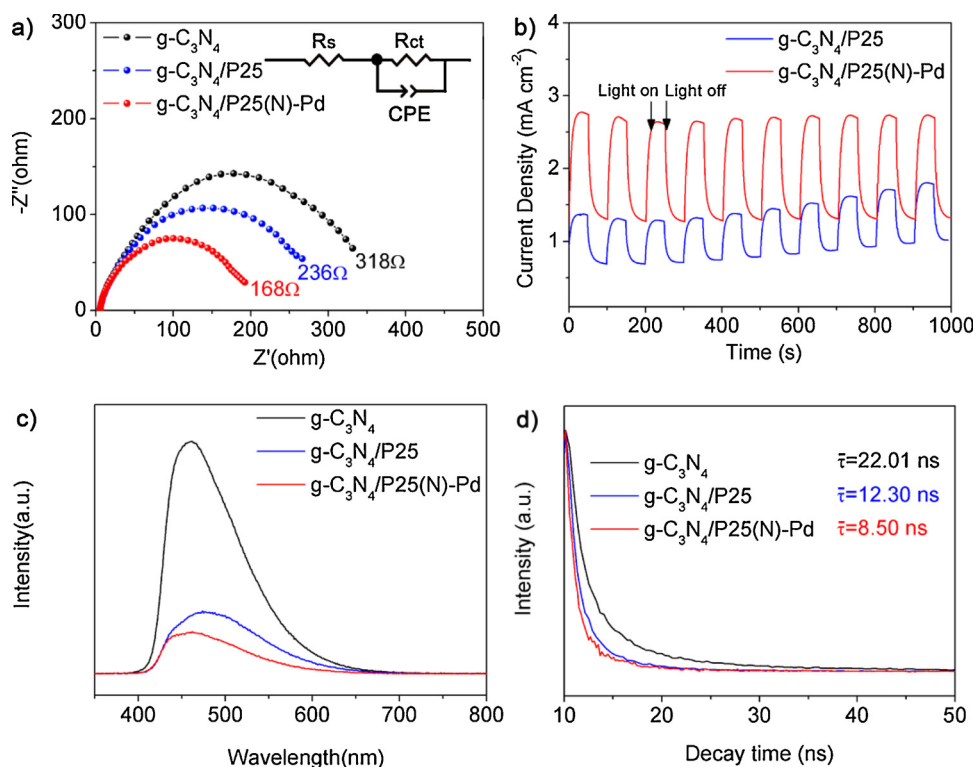 a)
g-C₃N₄
g-C₃N₄/P25
g-C₃N₄/P25(N)-Pd
Rs
Rct
CPE
318Ω
236Ω
168Ω
-Z''(ohm)
300
200
100
0
0 100 200 300 400 500
Z'(ohm)
b)
g-C₃N₄/P25
g-C₃N₄/P25(N)-Pd
Light on
Light off
Current Density (mA cm⁻²)
4
3
2
1
0 200 400 600 800 1000
Time (s)
c)
g-C₃N₄
g-C₃N₄/P25
g-C₃N₄/P25(N)-Pd
Intensity(a.u.)
400 500 600 700 800
Wavelength(nm)
d)
g-C₃N₄ τ̄=22.01 ns
g-C₃N₄/P25 τ̄=12.30 ns
g-C₃N₄/P25(N)-Pd τ̄=8.50 ns
Intensity (a.u.)
10 20 30 40 50
Decay time (ns)